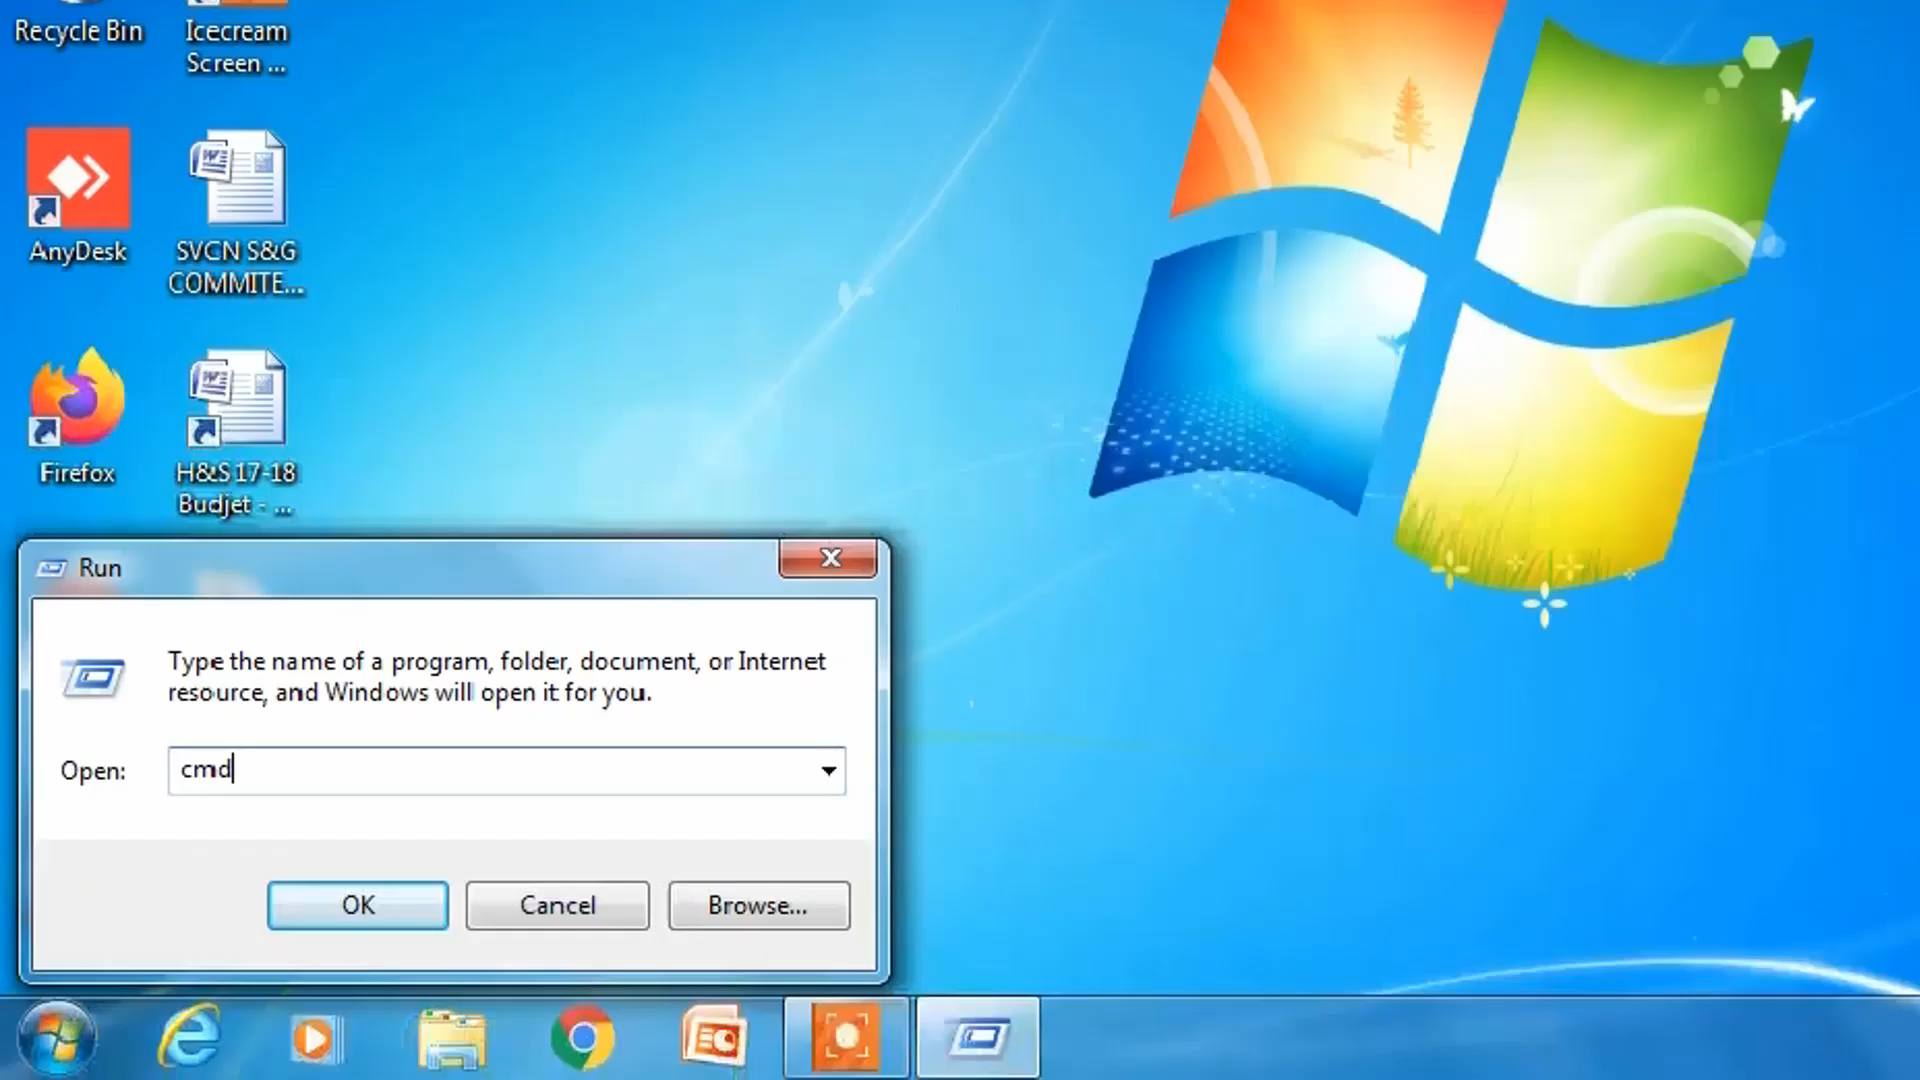 Recycle Bin
Icecream
Screen ...
AnyDesk
SVCN S&G
COMMITE...
Firefox
H&S 17-18
Budjet - ...
Run
Type the name of a program, folder, document, or Internet
resource, and Windows will open it for you.
Open:
cmd
OK
Cancel
Browse...